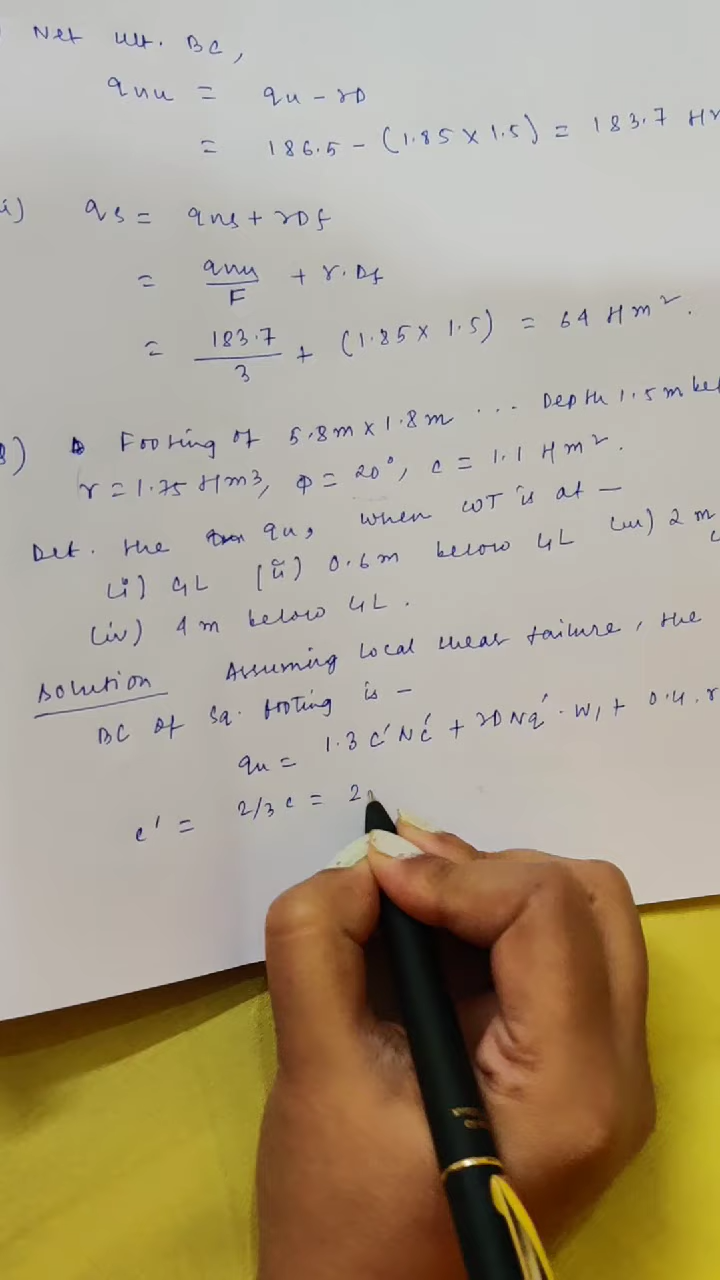 Net ult. BC,
qnu = qu - γD
= 186.5 - (1.85 × 1.5) = 183.7
qs = qns + γDf
= qnu/F + γ.Df
= 183.7/3 + (1.85 × 1.5) = 64 t/m².
Footing of 5.8m × 1.8m ... Depth 1.5m
γ = 1.75 t/m3, φ = 20°, c = 1.1 t/m².
Det. the qu, when WT is at —
(i) GL (ii) 0.6m below GL (iii) 2 m
(iv) 4m below GL.
Solution Assuming local shear failure, the
BC of sq. footing is —
qu = 1.3 c'Nc' + γDNq'. W1 + 0.4.γ
c' = 2/3 c = 2